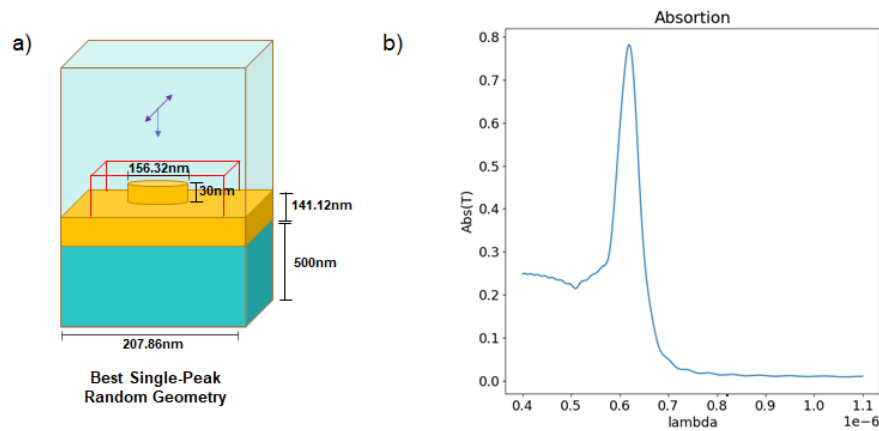 a)
156.32nm
30nm
141.12nm
500nm
207.86nm
Best Single-Peak
Random Geometry
b)
Absortion
Abs(T)
0.8
0.7
0.6
0.5
0.4
0.3
0.2
0.1
0.0
0.4 0.5 0.6 0.7 0.8 0.9 1.0 1.1
lambda
1e−6